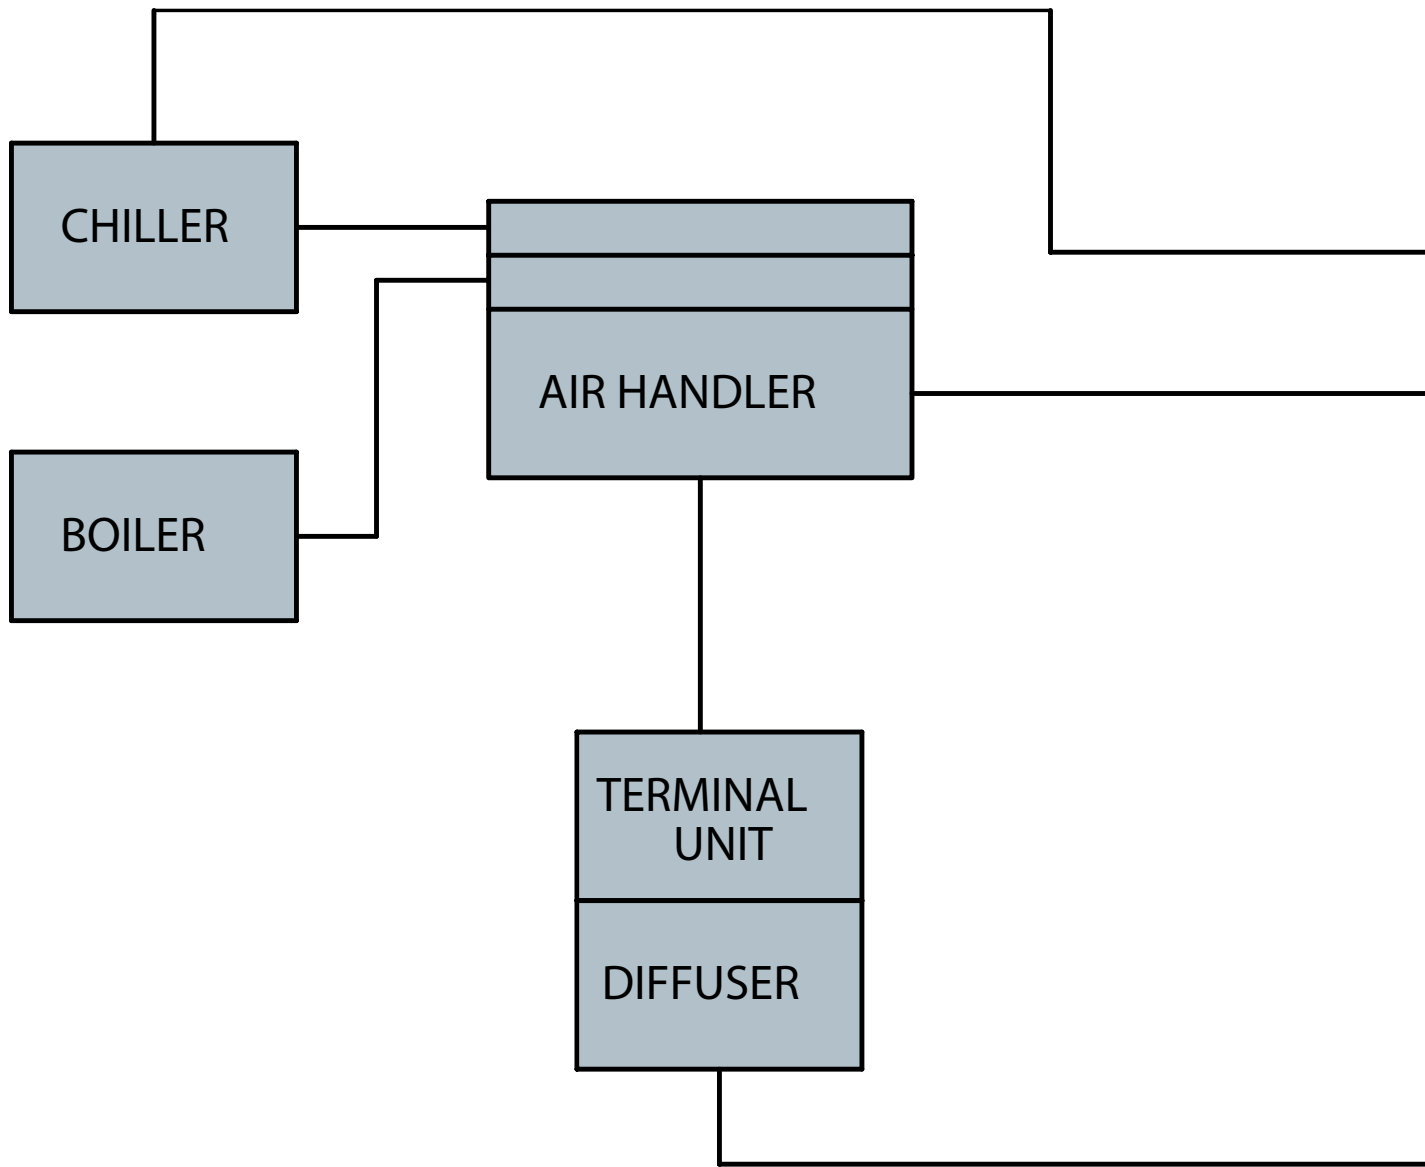 CHILLER
AIR HANDLER
BOILER
TERMINAL
UNIT
DIFFUSER